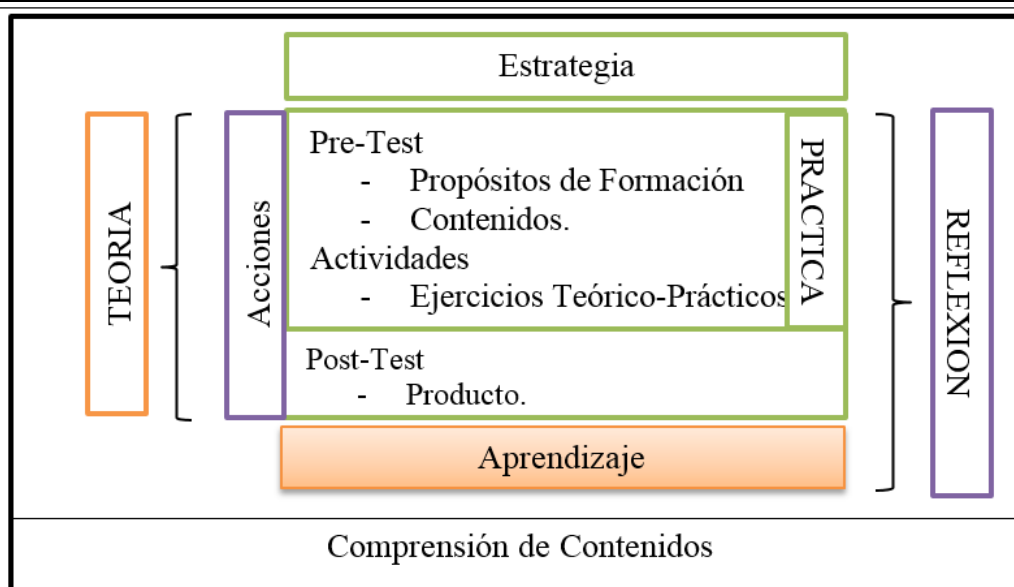 Estrategia
TEORIA
Acciones
Pre-Test
- Propósitos de Formación
- Contenidos.
Actividades
- Ejercicios Teórico-Prácticos
Post-Test
- Producto.
PRACTICA
REFLEXION
Aprendizaje
Comprensión de Contenidos